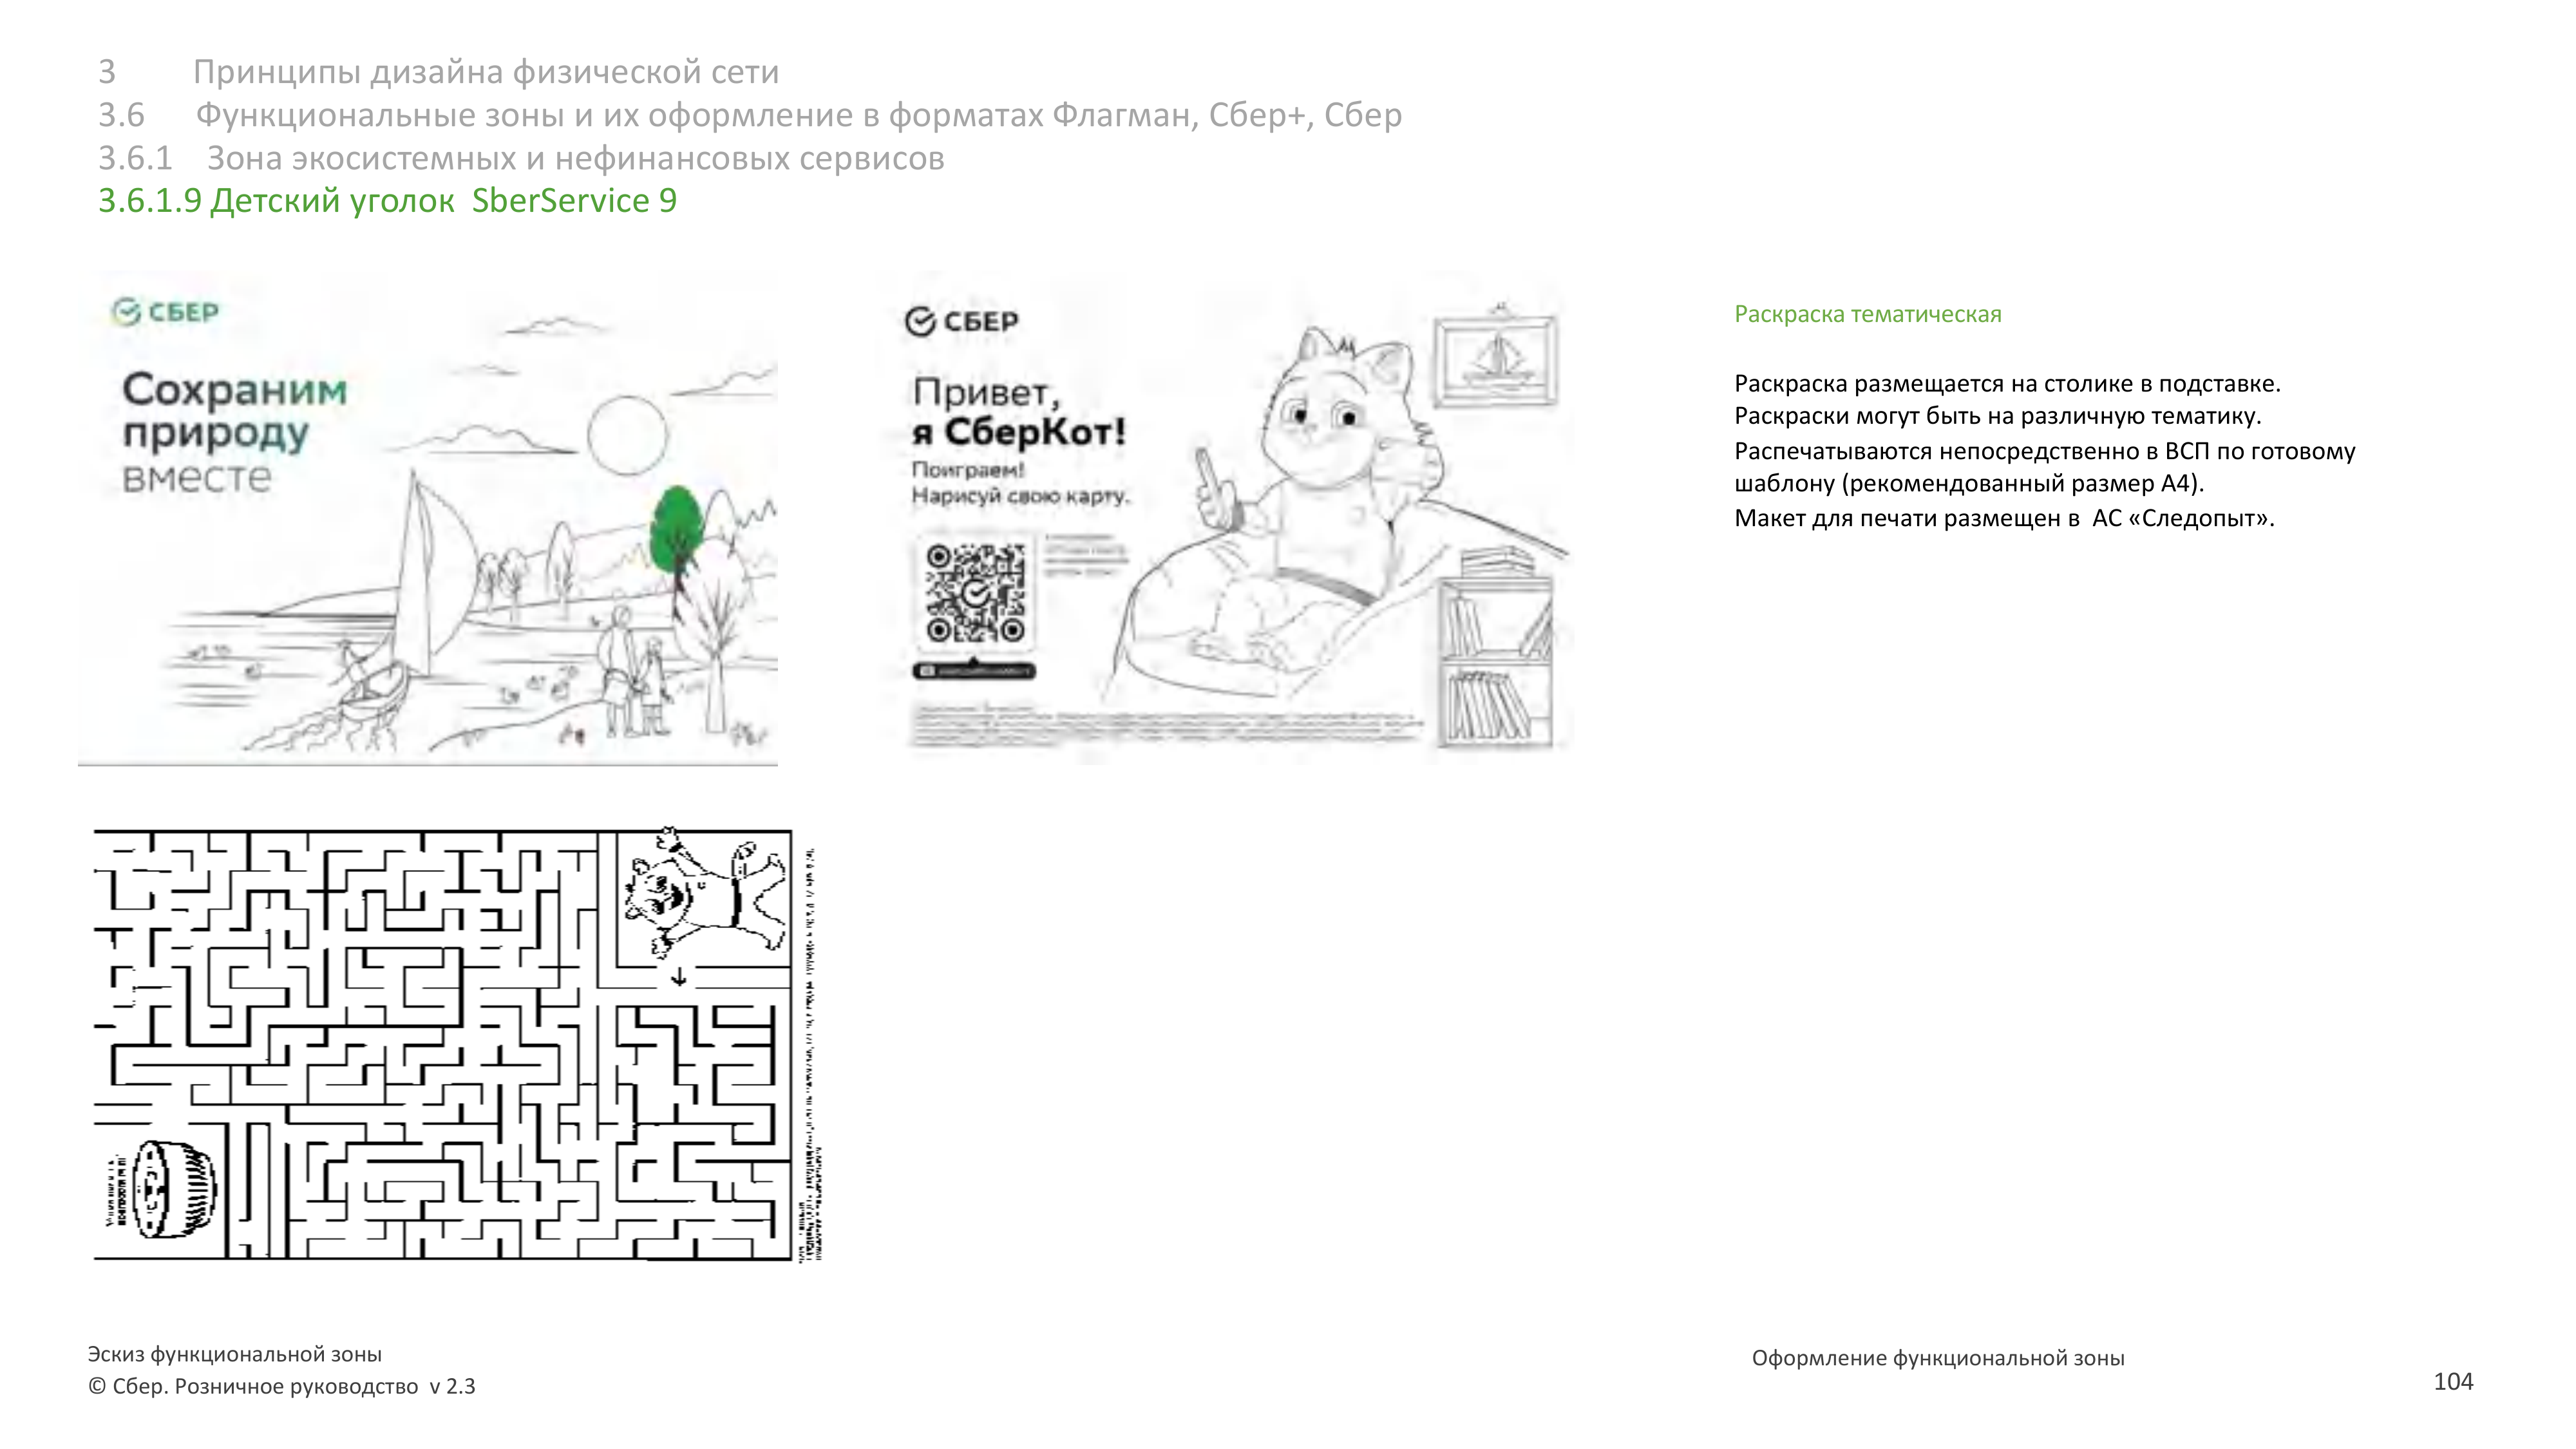 3 Принципы дизайна физической сети
3.6 Функциональные зоны и их оформление в форматах Флагман, Сбер+, Сбер
3.6.1 Зона экосистемных и нефинансовых сервисов
3.6.1.9 Детский уголок SberService 9
СБЕР
Сохраним
природу
вместе
СБЕР
Привет,
я СберКот!
Поиграем!
Нарисуй свою карту.
Раскраска тематическая
Раскраска размещается на столике в подставке.
Раскраски могут быть на различную тематику.
Распечатываются непосредственно в ВСП по готовому
шаблону (рекомендованный размер А4).
Макет для печати размещен в АС «Следопыт».
Эскиз функциональной зоны
© Сбер. Розничное руководство v 2.3
Оформление функциональной зоны
104